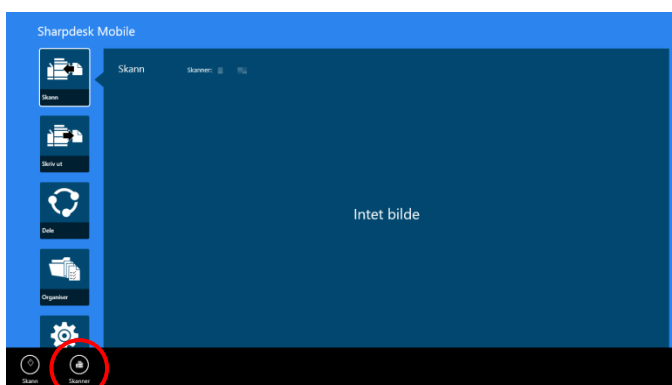 Sharpdesk Mobile
Skann
Skann
Skanner:
Skriv ut
Dele
Intet bilde
Organiser
Skann
Skanner